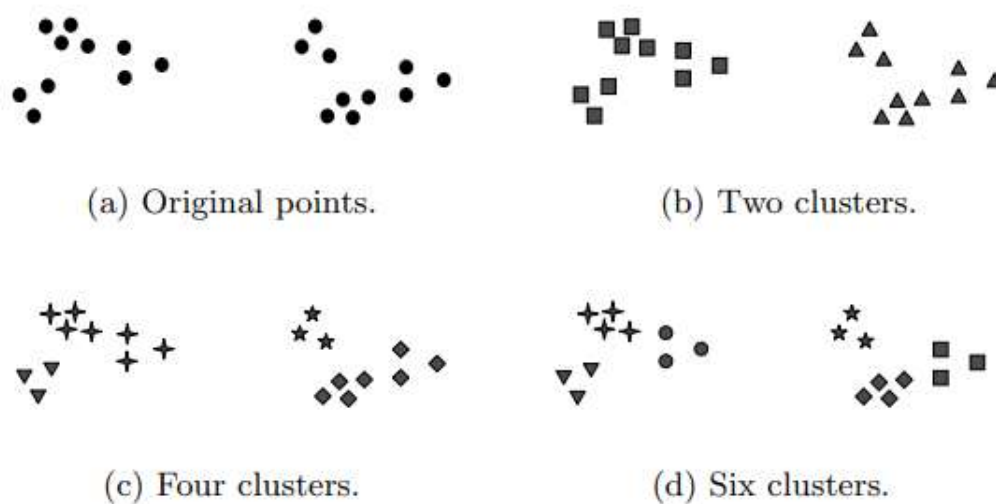 (a) Original points.
(b) Two clusters.
(c) Four clusters.
(d) Six clusters.